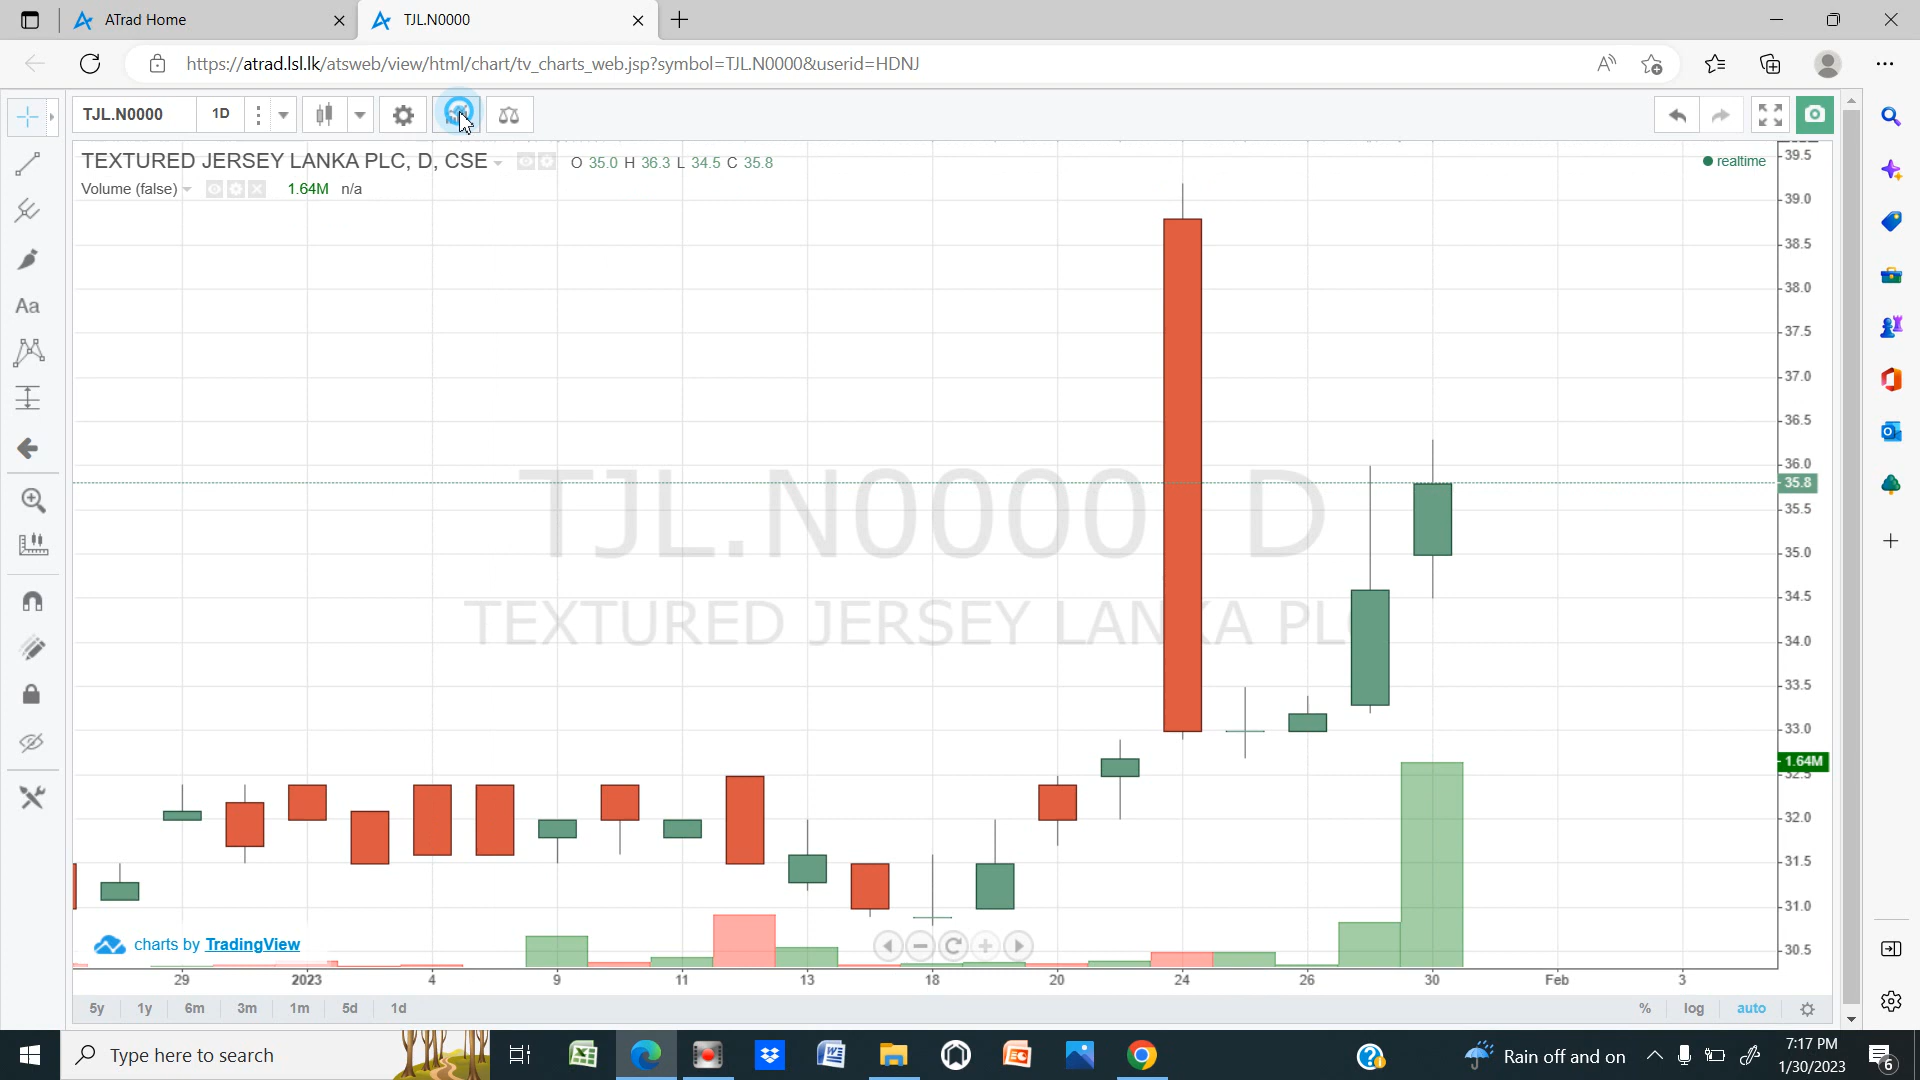 ATrad Home
TJL.N0000
https://atrad.lsl.lk/atsweb/view/html/chart/tv_charts_web.jsp?symbol=TJL.N0000&userid=HDNJ
TJL.N0000 1D
TEXTURED JERSEY LANKA PLC, D, CSE O 35.0 H 36.3 L 34.5 C 35.8
realtime
Volume (false) 1.64M n/a
Aa
TJL.N0000 D
TEXTURED JERSEY LANKA PL
39.5
39.0
38.5
38.0
37.5
37.0
36.5
36.0
35.8
35.5
35.0
34.5
34.0
33.5
33.0
1.64M
32.5
32.0
31.5
31.0
30.5
charts by TradingView
29 2023 4 9 11 13 18 20 24 26 30 Feb 3
5y 1y 6m 3m 1m 5d 1d % log auto
Type here to search
Rain off and on
7:17 PM
1/30/2023
6